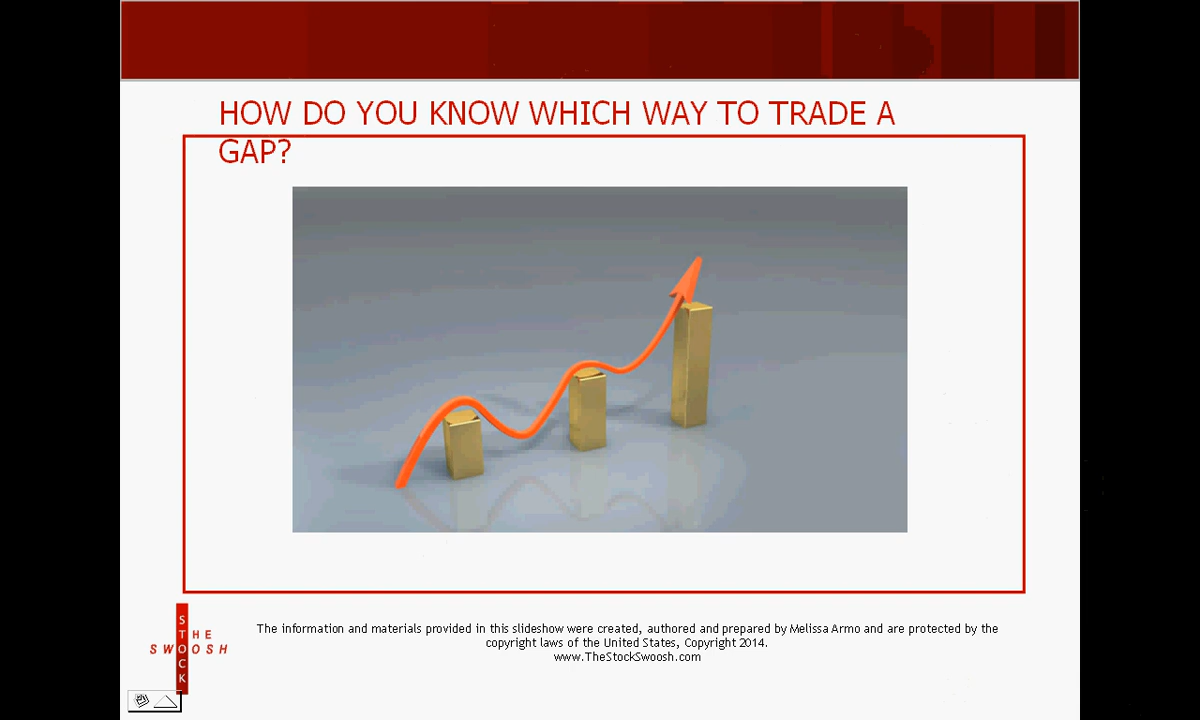 HOW DO YOU KNOW WHICH WAY TO TRADE A
GAP?
The information and materials provided in this slideshow were created, authored and prepared by Melissa Armo and are protected by the
copyright laws of the United States, Copyright 2014.
www.TheStockSwoosh.com
THE
STOCK
SWOOSH